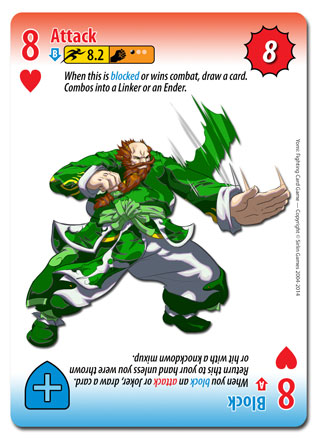 8 Attack
B 8.2
8
When this is blocked or wins combat, draw a card.
Combos into a Linker or an Ender.
Yomi: Fighting Card Game — Copyright © Sirlin Games 2004-2014
8 Block
A
When you block an attack or Joker, draw a card.
Return this to your hand unless you were thrown
or hit with a knockdown mixup.